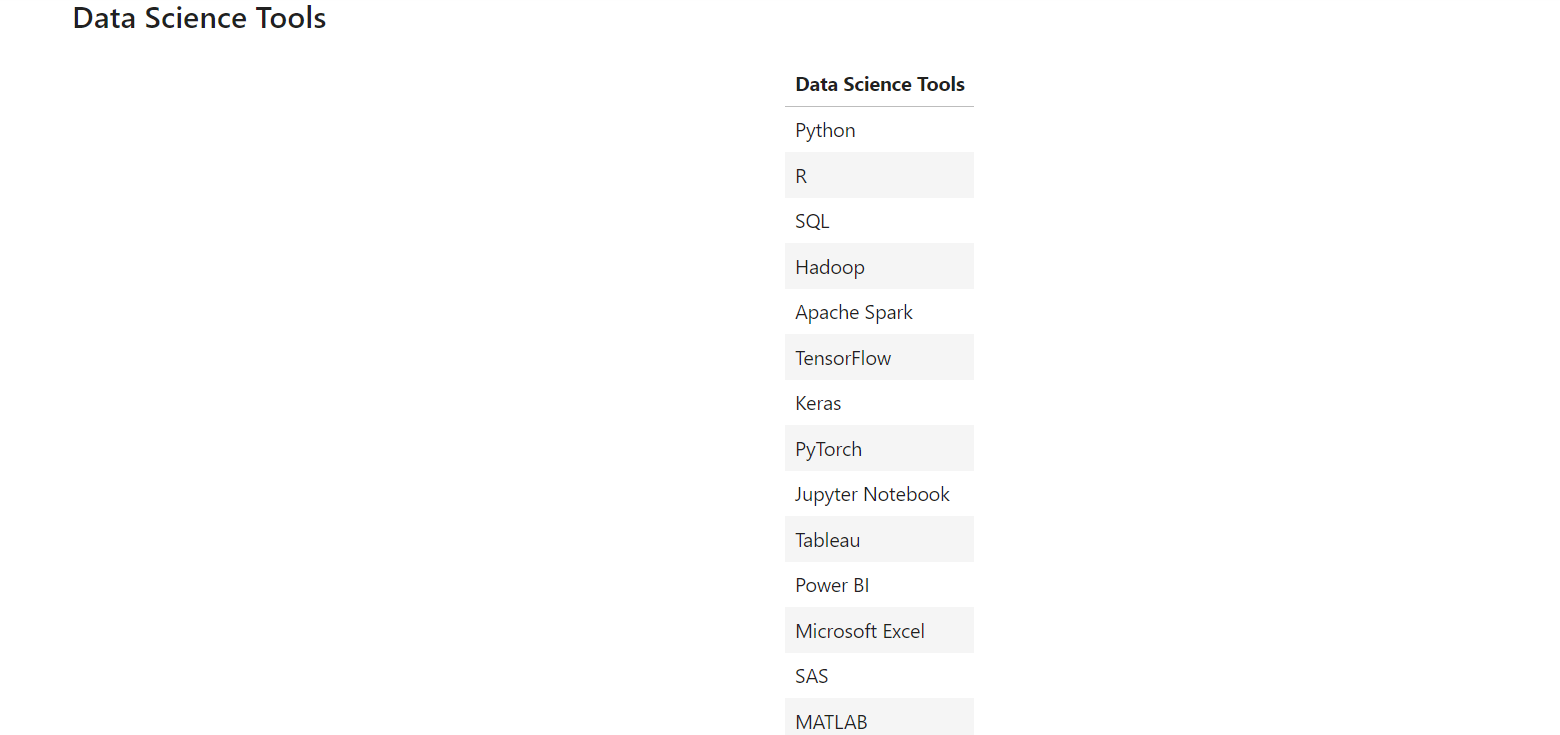 Data Science Tools
Data Science Tools
Python
R
SQL
Hadoop
Apache Spark
TensorFlow
Keras
PyTorch
Jupyter Notebook
Tableau
Power BI
Microsoft Excel
SAS
MATLAB